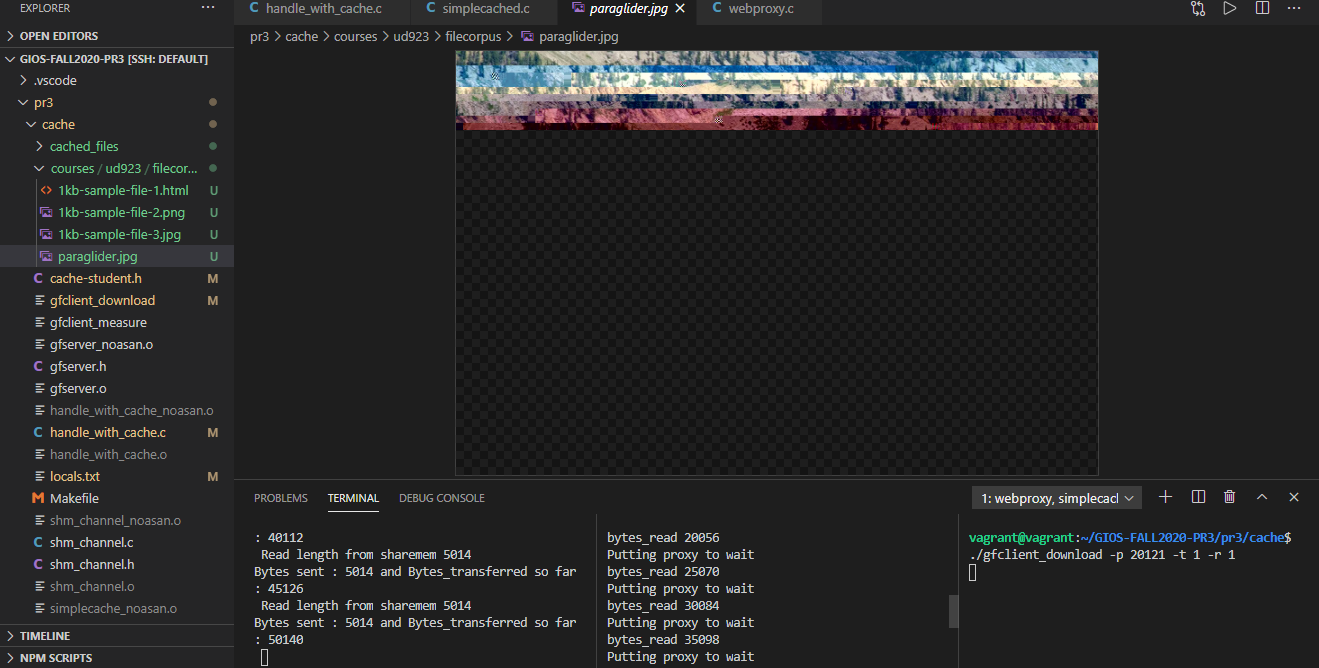 EXPLORER
···
handle_with_cache.c
simplecached.c
paraglider.jpg
webproxy.c
···
OPEN EDITORS
pr3 > cache > courses > ud923 > filecorpus > paraglider.jpg
GIOS-FALL2020-PR3 [SSH: DEFAULT]
.vscode
pr3
cache
cached_files
courses / ud923 / filecor...
1kb-sample-file-1.html U
1kb-sample-file-2.png U
1kb-sample-file-3.jpg U
paraglider.jpg U
C cache-student.h M
gfclient_download M
gfclient_measure
gfserver_noasan.o
C gfserver.h
gfserver.o
handle_with_cache_noasan.o
C handle_with_cache.c M
handle_with_cache.o
locals.txt M
M Makefile
shm_channel_noasan.o
C shm_channel.c
C shm_channel.h
shm_channel.o
simplecache_noasan.o
TIMELINE
NPM SCRIPTS
PROBLEMS TERMINAL DEBUG CONSOLE
1: webproxy, simplecacl
: 40112
Read length from sharemem 5014
Bytes sent : 5014 and Bytes_transferred so far
: 45126
Read length from sharemem 5014
Bytes sent : 5014 and Bytes_transferred so far
: 50140
bytes_read 20056
Putting proxy to wait
bytes_read 25070
Putting proxy to wait
bytes_read 30084
Putting proxy to wait
bytes_read 35098
Putting proxy to wait
vagrant@vagrant:~/GIOS-FALL2020-PR3/pr3/cache$
./gfclient_download -p 20121 -t 1 -r 1